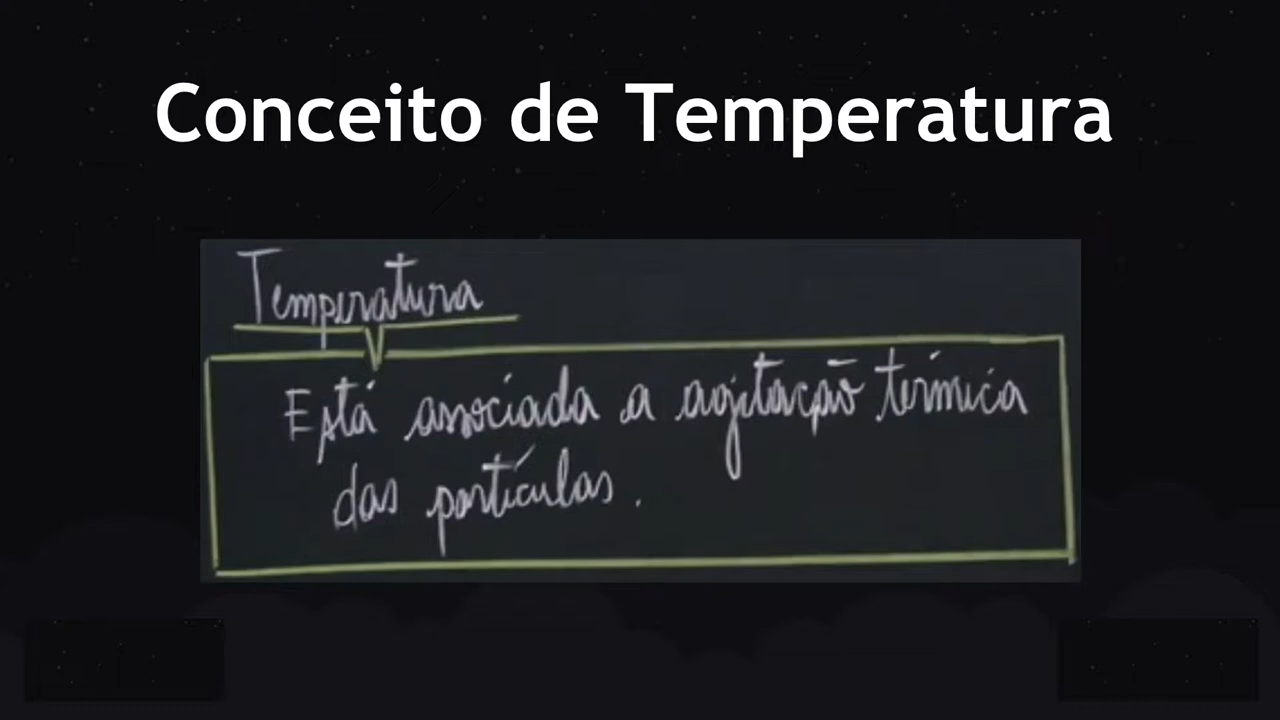 Conceito de Temperatura
Temperatura
Está associada a agitação térmica
das partículas.